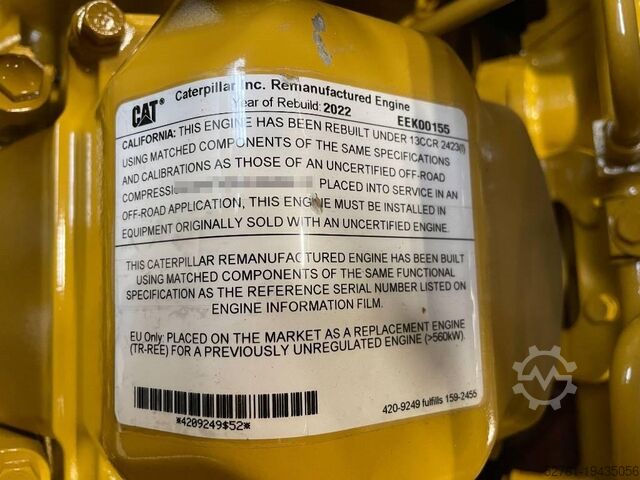 CAT® Caterpillar Inc. Remanufactured Engine
Year of Rebuild: 2022 EEK00155
CALIFORNIA: THIS ENGINE HAS BEEN REBUILT UNDER 13CCR 2423(l)
USING MATCHED COMPONENTS OF THE SAME SPECIFICATIONS
AND CALIBRATIONS AS THOSE OF AN UNCERTIFIED OFF-ROAD
PLACED INTO SERVICE IN AN
OFF-ROAD APPLICATION, THIS ENGINE MUST BE INSTALLED IN
EQUIPMENT ORIGINALLY SOLD WITH AN UNCERTIFIED ENGINE.
THIS CATERPILLAR REMANUFACTURED ENGINE HAS BEEN BUILT
USING MATCHED COMPONENTS OF THE SAME FUNCTIONAL
SPECIFICATION AS THE REFERENCE SERIAL NUMBER LISTED ON
ENGINE INFORMATION FILM.
EU Only: PLACED ON THE MARKET AS A REPLACEMENT ENGINE
(TR-REE) FOR A PREVIOUSLY UNREGULATED ENGINE (>560kW).
*4209249$52*
420-9249 fulfills 159-2455
62761-19435056